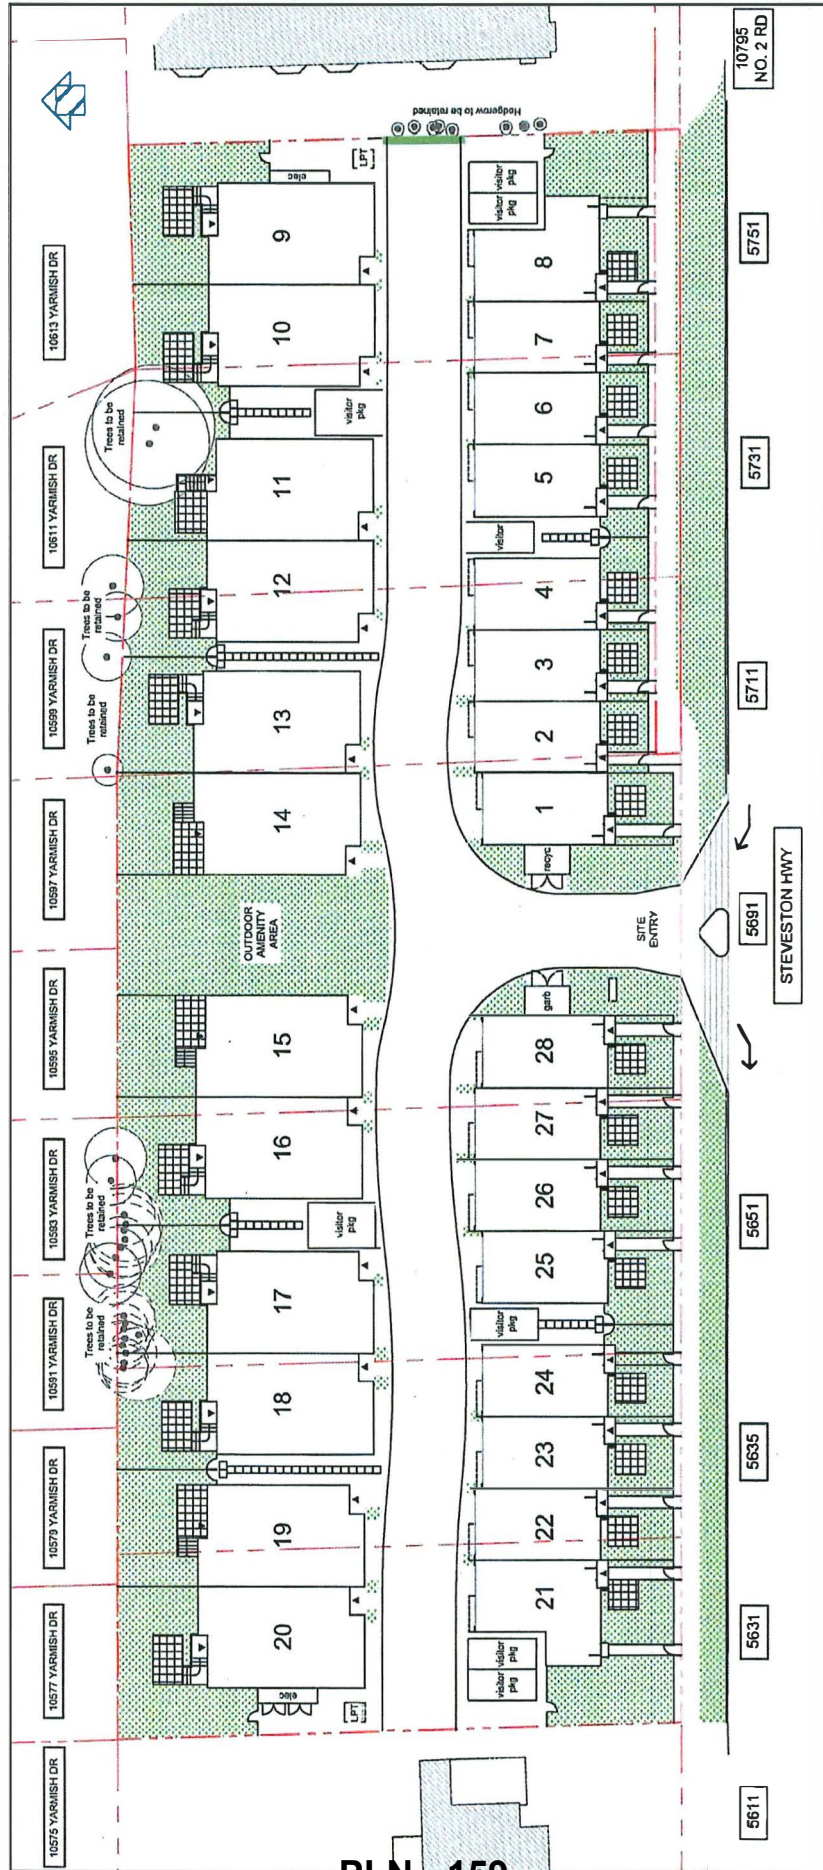 10575 YARMISH DR
10577 YARMISH DR
10579 YARMISH DR
10591 YARMISH DR
10593 YARMISH DR
10595 YARMISH DR
10597 YARMISH DR
10599 YARMISH DR
10611 YARMISH DR
10613 YARMISH DR
Trees to be
retained
Trees to be
retained
Trees to be
retained
Trees to be
retained
Trees to be
retained
20
19
18
17
16
15
OUTDOOR
AMENITY
AREA
14
13
12
11
10
9
elec
elec
LPT
visitor
pkg
visitor
pkg
LPT
Hedgerow to be retained
visitor
pkg
visitor
pkg
21
22
23
24
visitor
pkg
25
26
27
28
garb
SITE
ENTRY
recyc
1
2
3
4
visitor
5
6
7
8
visitor
pkg
visitor
pkg
5611
5631
5635
5651
5691
5711
5731
5751
10795
NO. 2 RD
STEVESTON HWY
PLN - 159